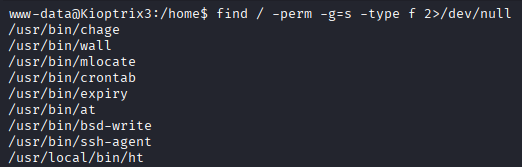 www-data@Kioptrix3:/home$ find / -perm -g=s -type f 2>/dev/null
/usr/bin/chage
/usr/bin/wall
/usr/bin/mlocate
/usr/bin/crontab
/usr/bin/expiry
/usr/bin/at
/usr/bin/bsd-write
/usr/bin/ssh-agent
/usr/local/bin/ht